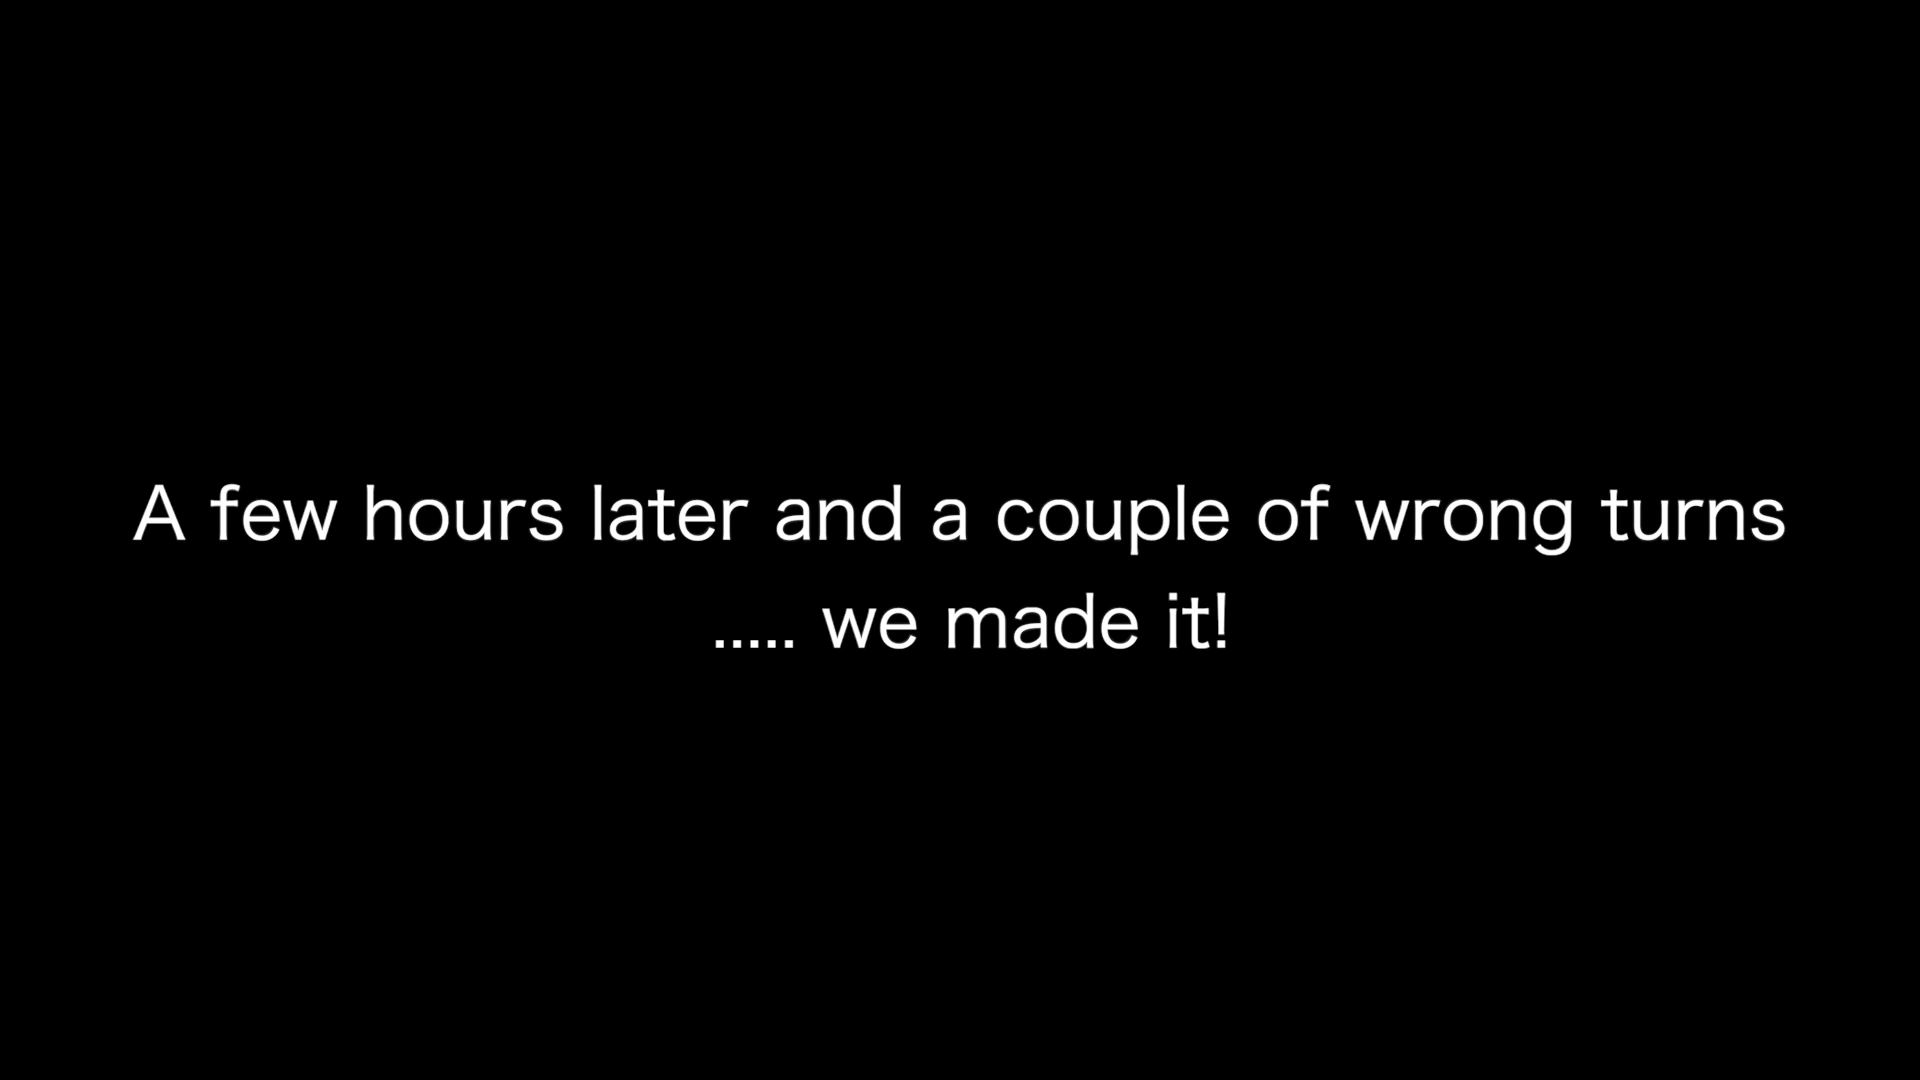 A few hours later and a couple of wrong turns
..... we made it!